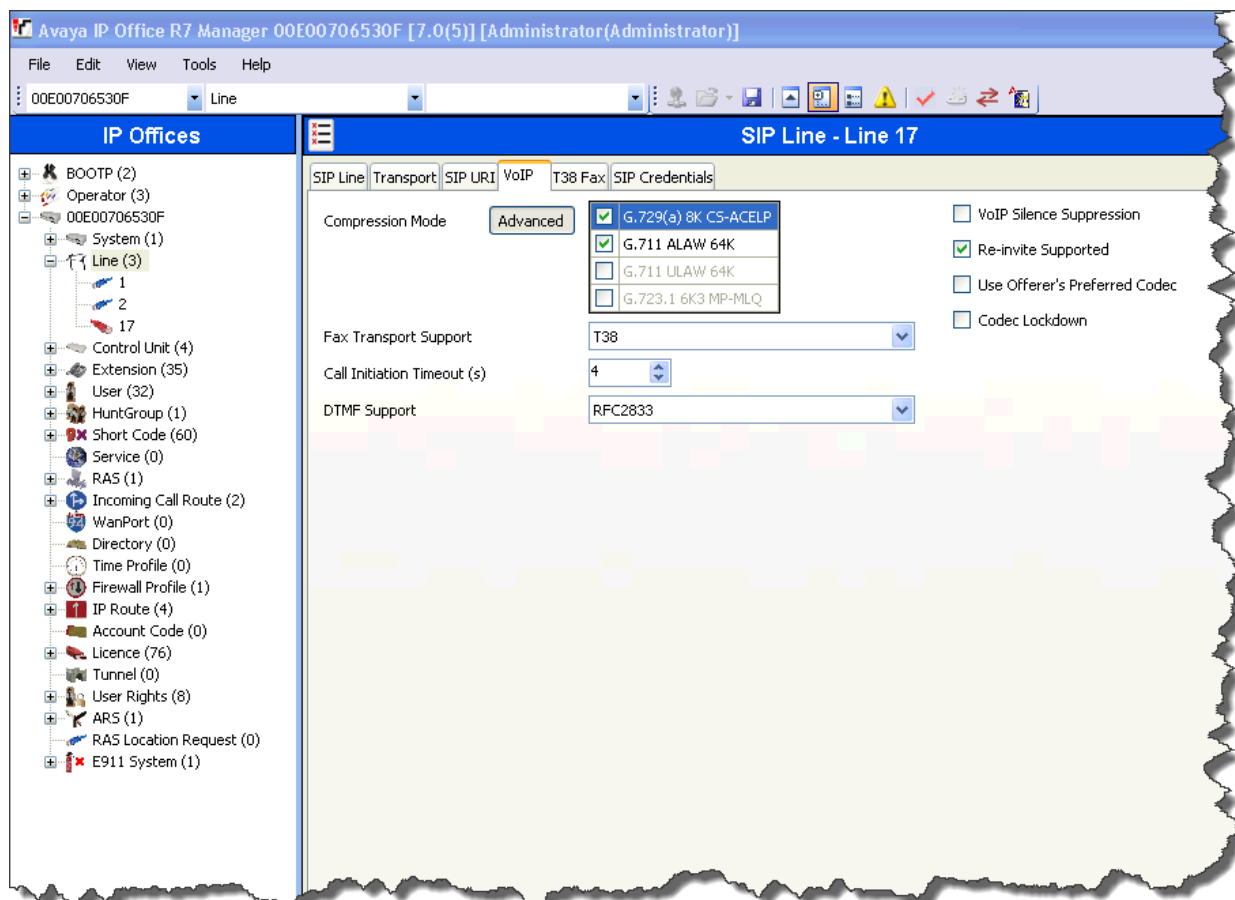 Avaya IP Office R7 Manager 00E00706530F [7.0(5)] [Administrator(Administrator)]
File Edit View Tools Help
00E00706530F Line
IP Offices
BOOTP (2)
Operator (3)
00E00706530F
System (1)
Line (3)
1
2
17
Control Unit (4)
Extension (35)
User (32)
HuntGroup (1)
Short Code (60)
Service (0)
RAS (1)
Incoming Call Route (2)
WanPort (0)
Directory (0)
Time Profile (0)
Firewall Profile (1)
IP Route (4)
Account Code (0)
Licence (76)
Tunnel (0)
User Rights (8)
ARS (1)
RAS Location Request (0)
E911 System (1)
SIP Line - Line 17
SIP Line Transport SIP URI VoIP T38 Fax SIP Credentials
Compression Mode Advanced
G.729(a) 8K CS-ACELP
G.711 ALAW 64K
G.711 ULAW 64K
G.723.1 6K3 MP-MLQ
VoIP Silence Suppression
Re-invite Supported
Use Offerer's Preferred Codec
Codec Lockdown
Fax Transport Support T38
Call Initiation Timeout (s) 4
DTMF Support RFC2833